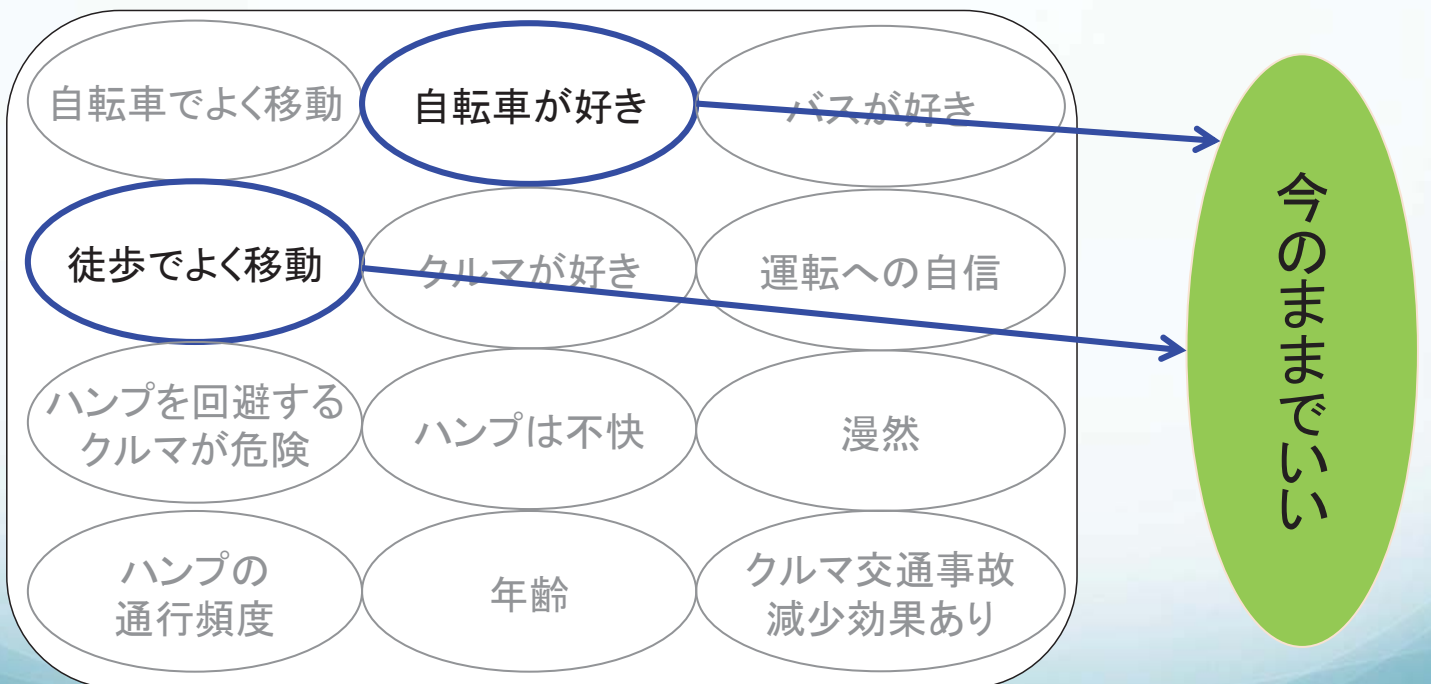 自転車でよく移動
自転車が好き
バスが好き
徒歩でよく移動
クルマが好き
運転への自信
ハンプを回避する
クルマが危険
ハンプは不快
漫然
ハンプの
通行頻度
年齢
クルマ交通事故
減少効果あり
今のままでいい